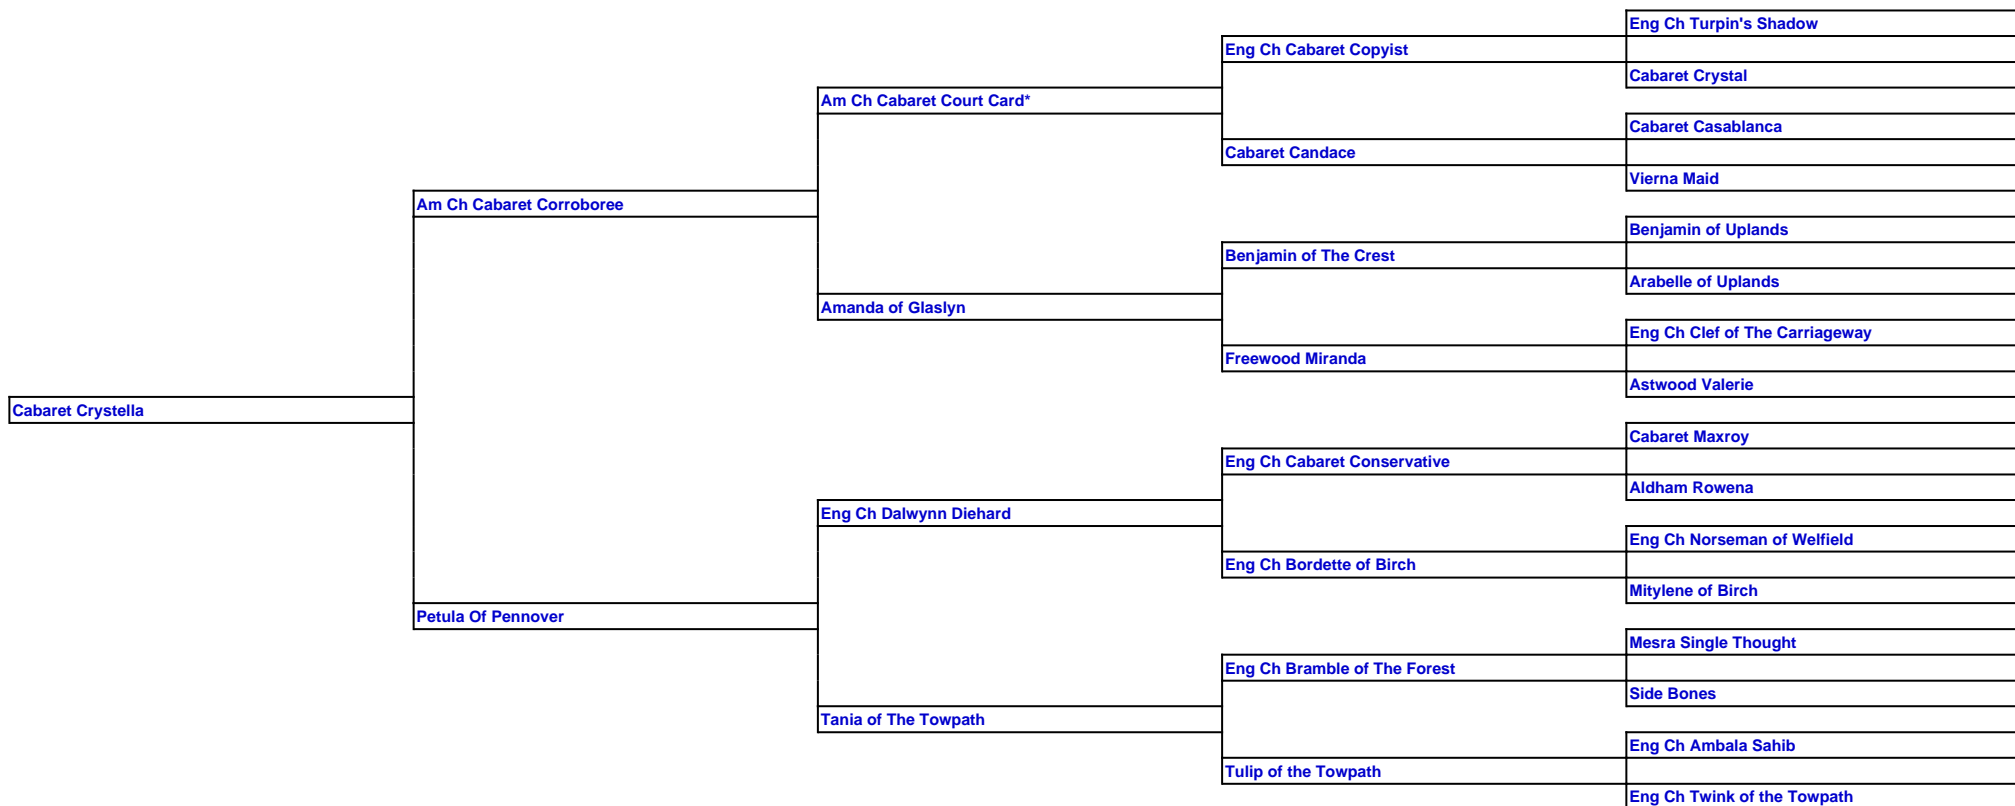 Eng Ch Turpin's Shadow
Eng Ch Cabaret Copyist
Cabaret Crystal
Am Ch Cabaret Court Card*
Cabaret Casablanca
Cabaret Candace
Vierna Maid
Am Ch Cabaret Corroboree
Benjamin of Uplands
Benjamin of The Crest
Arabelle of Uplands
Amanda of Glaslyn
Eng Ch Clef of The Carriageway
Freewood Miranda
Astwood Valerie
Cabaret Crystella
Cabaret Maxroy
Eng Ch Cabaret Conservative
Aldham Rowena
Eng Ch Dalwynn Diehard
Eng Ch Norseman of Welfield
Eng Ch Bordette of Birch
Mitylene of Birch
Petula Of Pennover
Mesra Single Thought
Eng Ch Bramble of The Forest
Side Bones
Tania of The Towpath
Eng Ch Ambala Sahib
Tulip of the Towpath
Eng Ch Twink of the Towpath